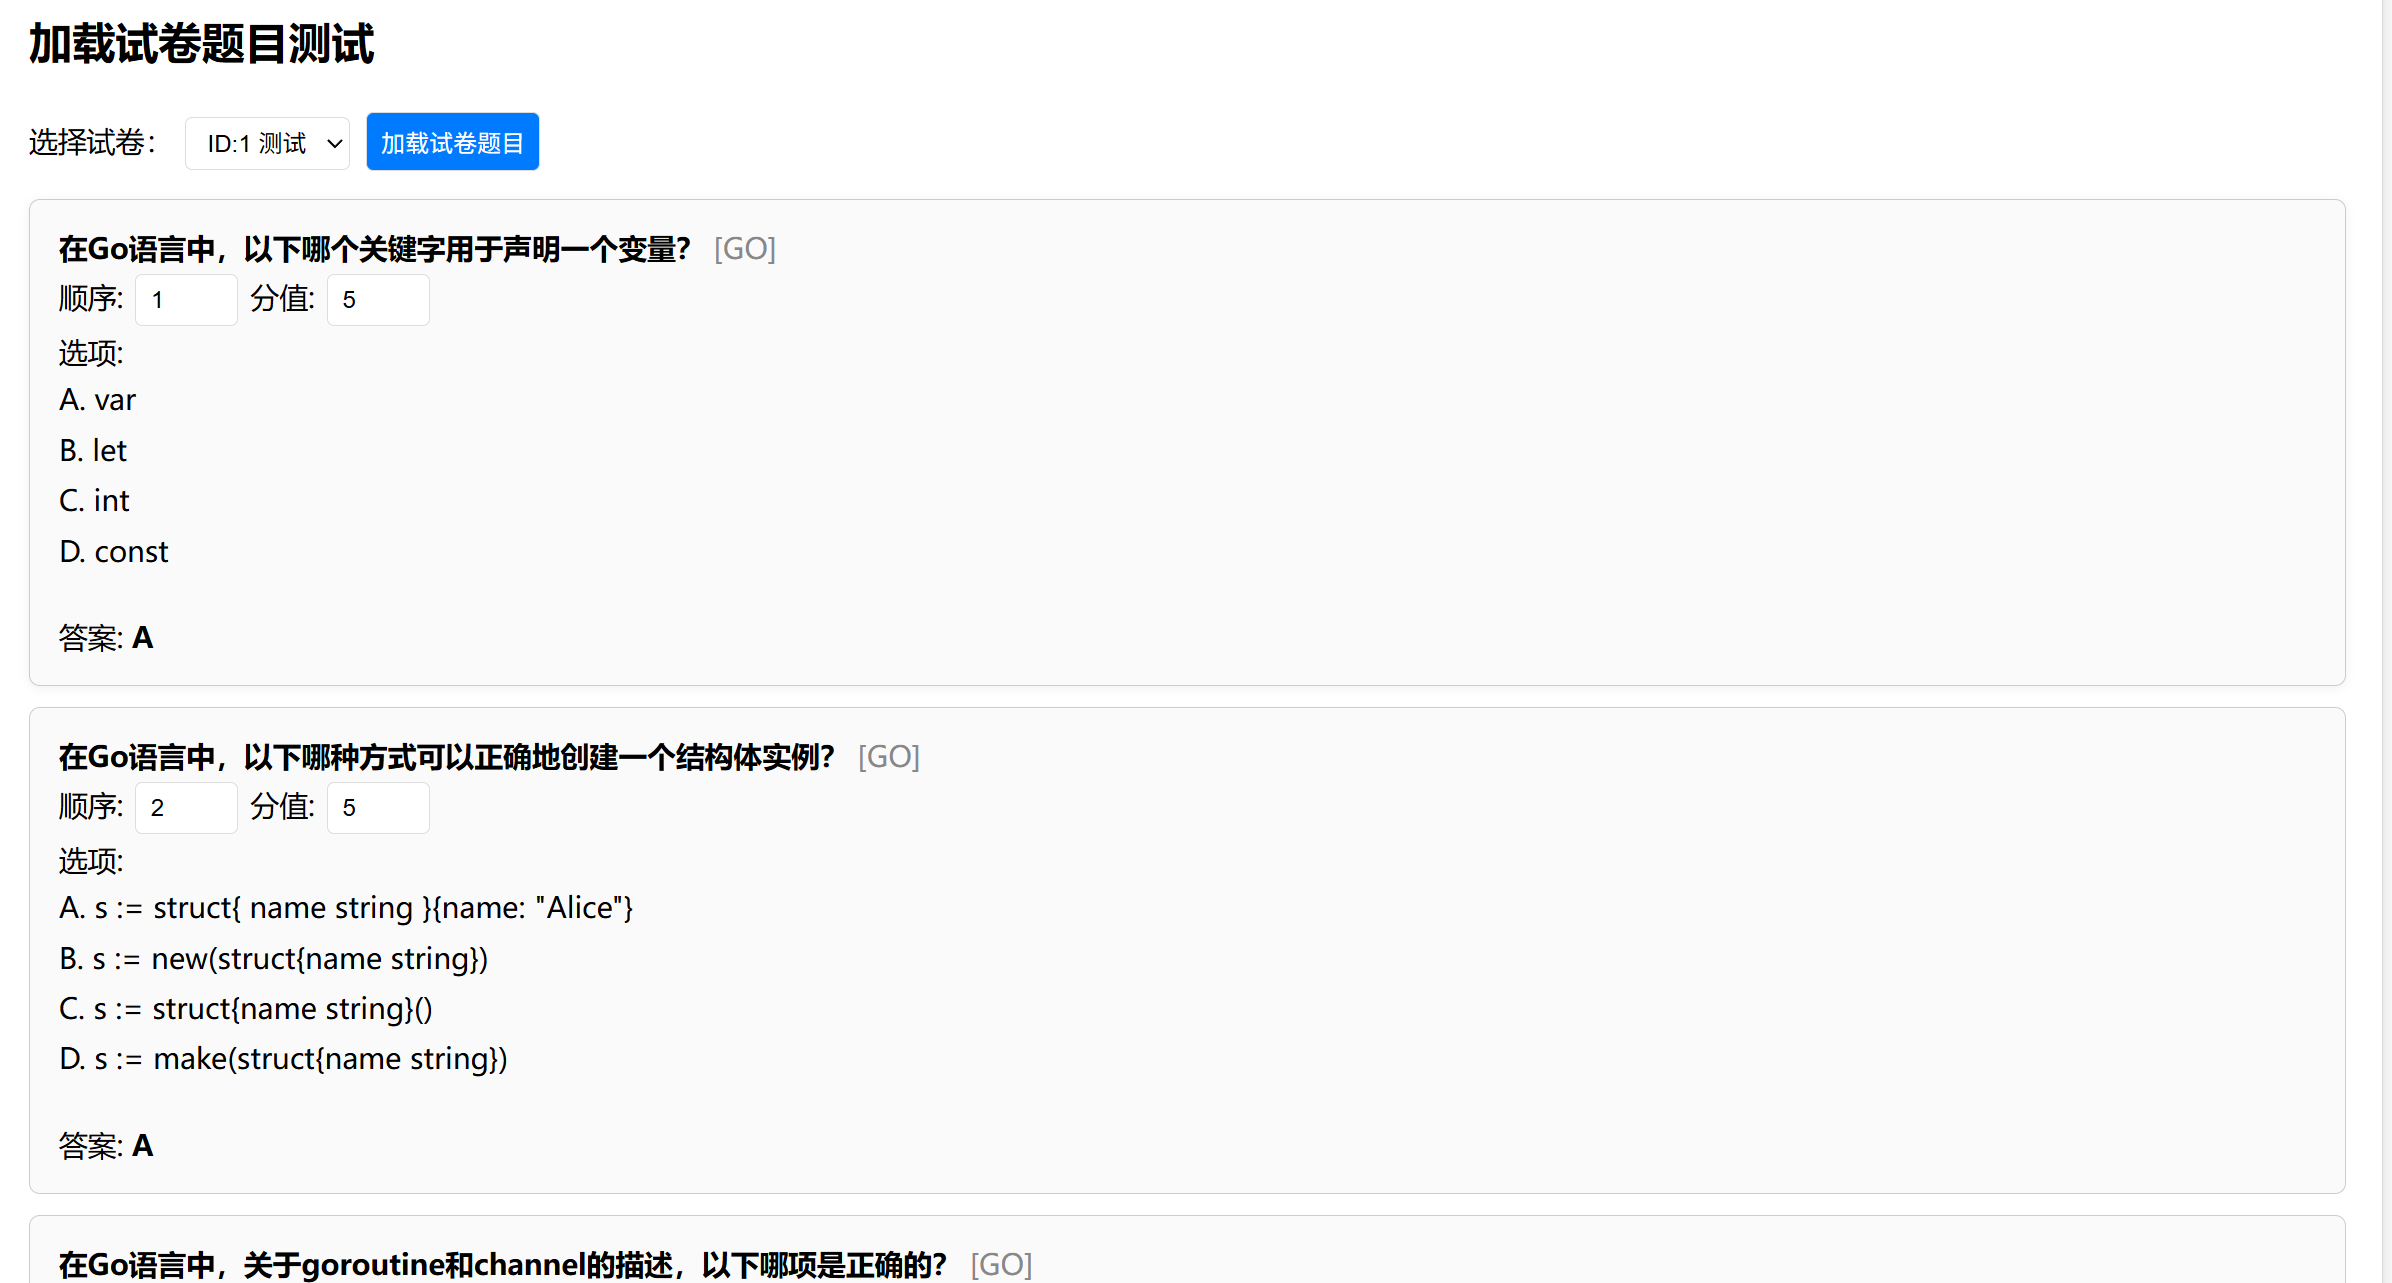 加载试卷题目测试
选择试卷： ID:1 测试 加载试卷题目
在Go语言中，以下哪个关键字用于声明一个变量？ [GO]
顺序: 1 分值: 5
选项:
A. var
B. let
C. int
D. const
答案: A
在Go语言中，以下哪种方式可以正确地创建一个结构体实例？ [GO]
顺序: 2 分值: 5
选项:
A. s := struct{ name string }{name: "Alice"}
B. s := new(struct{name string})
C. s := struct{name string}()
D. s := make(struct{name string})
答案: A
在Go语言中，关于goroutine和channel的描述，以下哪项是正确的？ [GO]